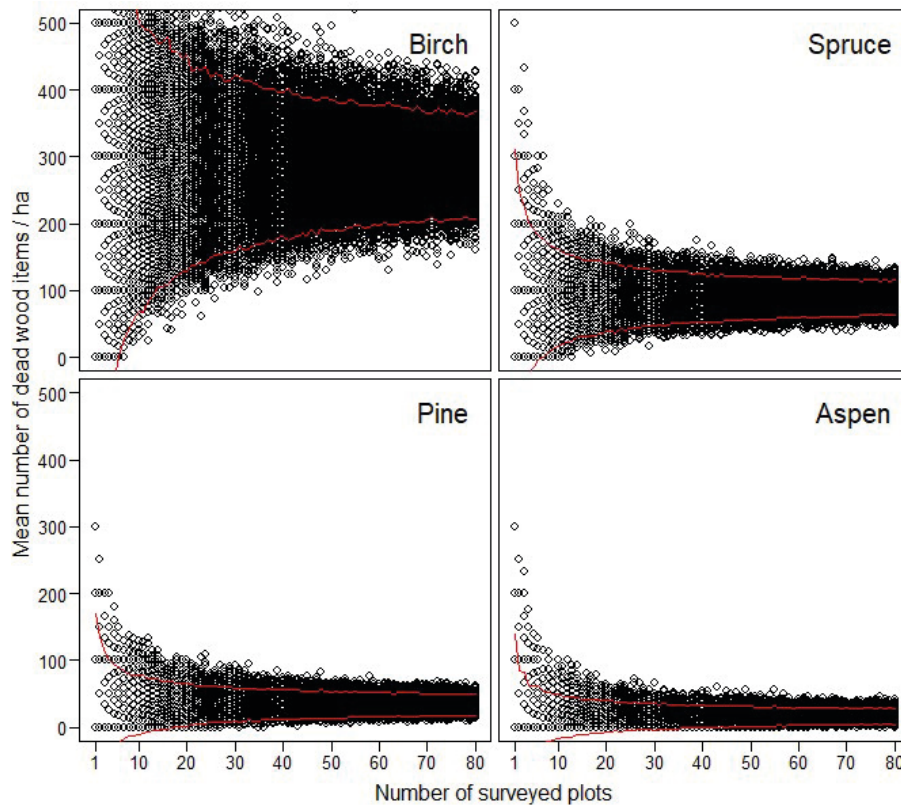 Mean number of dead wood items / ha
500
400
300
200
100
0
Birch
Spruce
500
400
300
200
100
0
Pine
Aspen
1 10 20 30 40 50 60 70 80
1 10 20 30 40 50 60 70 80
Number of surveyed plots